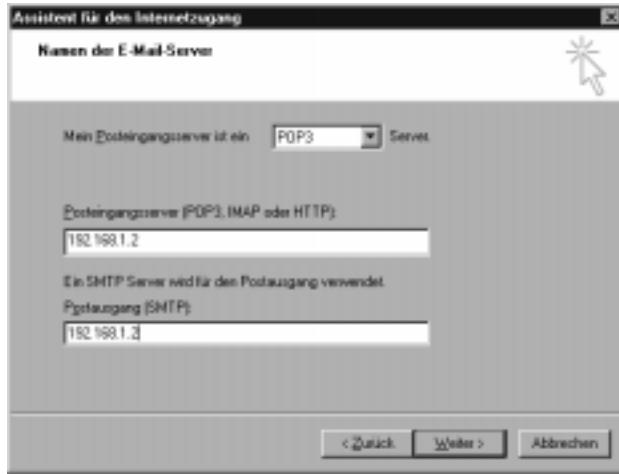 Assistent für den Internetzugang
Namen der E-Mail-Server
Mein Posteingangsserver ist ein POP3 Server.
Posteingangsserver (POP3, IMAP oder HTTP):
192.168.1.2
Ein SMTP Server wird für den Postausgang verwendet.
Postausgang (SMTP):
192.168.1.2
< Zurück Weiter > Abbrechen